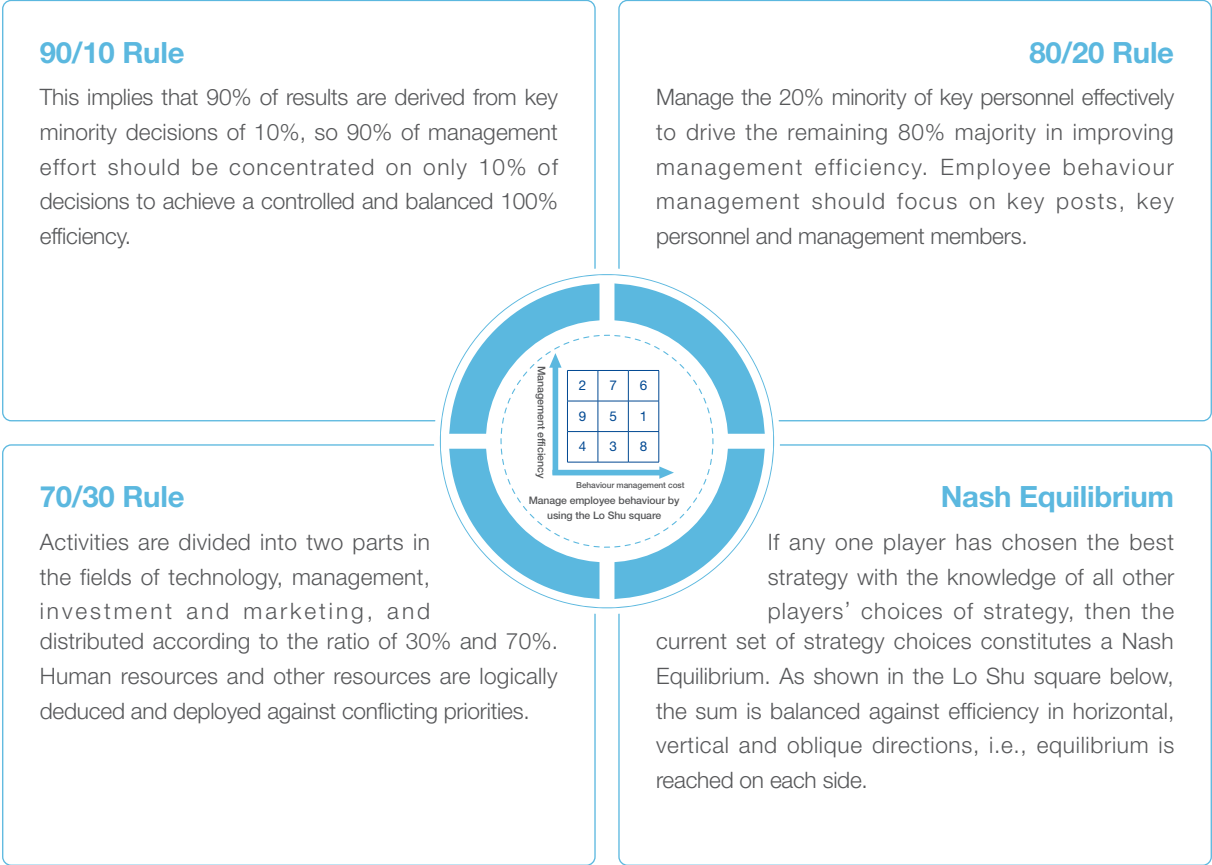 90/10 Rule
This implies that 90% of results are derived from key
minority decisions of 10%, so 90% of management
effort should be concentrated on only 10% of
decisions to achieve a controlled and balanced 100%
efficiency.
80/20 Rule
Manage the 20% minority of key personnel effectively
to drive the remaining 80% majority in improving
management efficiency. Employee behaviour
management should focus on key posts, key
personnel and management members.
Management efficiency
2 7 6
9 5 1
4 3 8
Behaviour management cost
Manage employee behaviour by
using the Lo Shu square
70/30 Rule
Activities are divided into two parts in
the fields of technology, management,
investment and marketing, and
distributed according to the ratio of 30% and 70%.
Human resources and other resources are logically
deduced and deployed against conflicting priorities.
Nash Equilibrium
If any one player has chosen the best
strategy with the knowledge of all other
players’ choices of strategy, then the
current set of strategy choices constitutes a Nash
Equilibrium. As shown in the Lo Shu square below,
the sum is balanced against efficiency in horizontal,
vertical and oblique directions, i.e., equilibrium is
reached on each side.